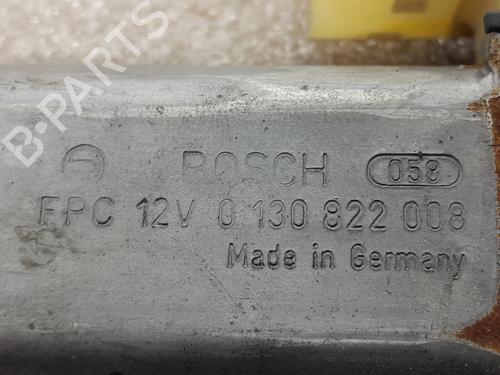 B-PARTS
BOSCH 058
FPC 12V 0 130 822 008
Made in Germany